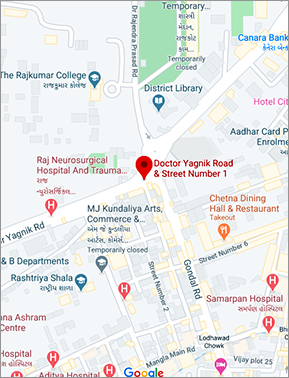 Temporary...
શાસ્ત્રી
મેદાન,
રાજકોટ
કામ...
Temporarily closed
Dr Rajendra Prasad Rd
Canara Bank
કેનેરા બેન્ક
The Rajkumar College
રાજકુમાર કોલેજ
District Library
Hotel Cit
Aadhar Card P
Enrolme
Raj Neurosurgical
Hospital And Trauma...
રાજ
ન્યુરોસર્જિકલ...
Doctor Yagnik Road
& Street Number 1
Chetna Dining
Hall & Restaurant
Takeout
MJ Kundaliya Arts,
Commerce &...
એમ જે કુન્ડલીયા
આર્ટસ, કોમર્સ...
Temporarily closed
r Yagnik Rd
Street Number 6
& B Departments
Rashtriya Shala
રાષ્ટ્રીય શાળા
Street Number 2
Gondal Rd
Samarpan Hospital
સમર્પણ હોસ્પિટલ
na Ashram
Centre
Lodhawad
Chowk
Hospital
હોસ્પિટલ
Mangla Main Rd
Vijay plot 25
Aditya Hospital
Google